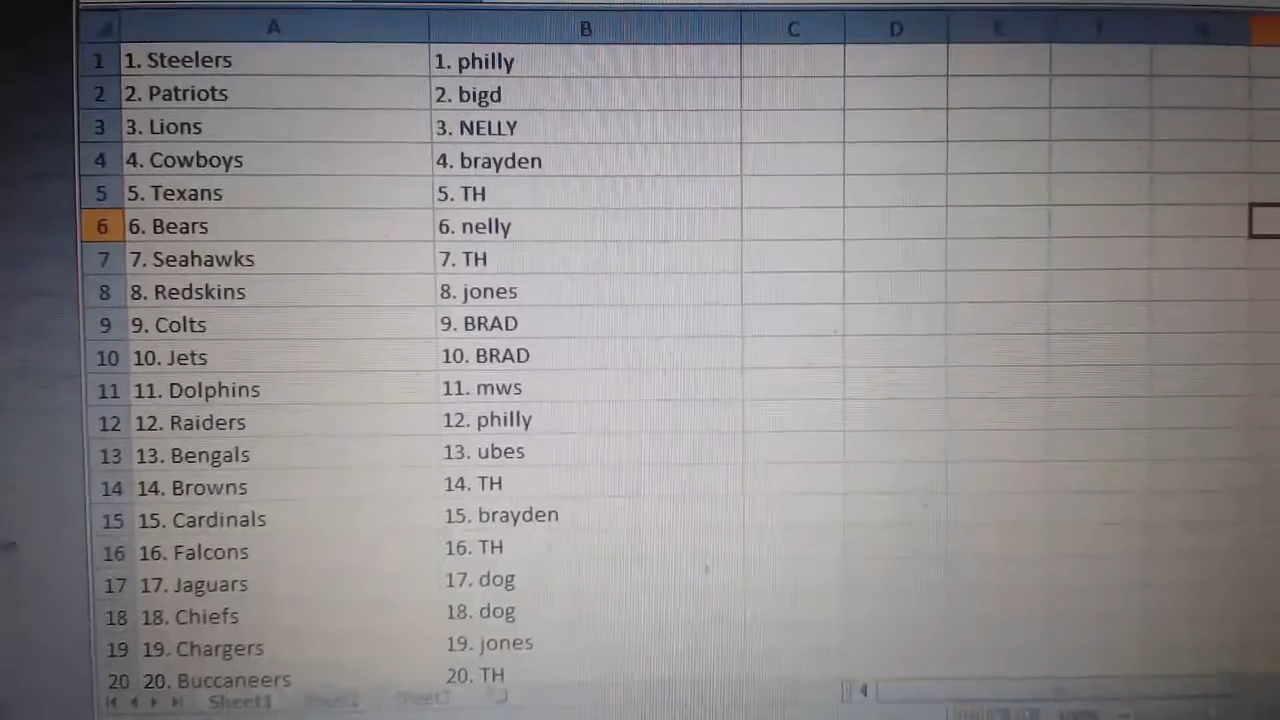 A B C D E
1 1. Steelers 1. philly
2 2. Patriots 2. bigd
3 3. Lions 3. NELLY
4 4. Cowboys 4. brayden
5 5. Texans 5. TH
6 6. Bears 6. nelly
7 7. Seahawks 7. TH
8 8. Redskins 8. jones
9 9. Colts 9. BRAD
10 10. Jets 10. BRAD
11 11. Dolphins 11. mws
12 12. Raiders 12. philly
13 13. Bengals 13. ubes
14 14. Browns 14. TH
15 15. Cardinals 15. brayden
16 16. Falcons 16. TH
17 17. Jaguars 17. dog
18 18. Chiefs 18. dog
19 19. Chargers 19. jones
20 20. Buccaneers 20. TH
Sheet1 Sheet2 Sheet3